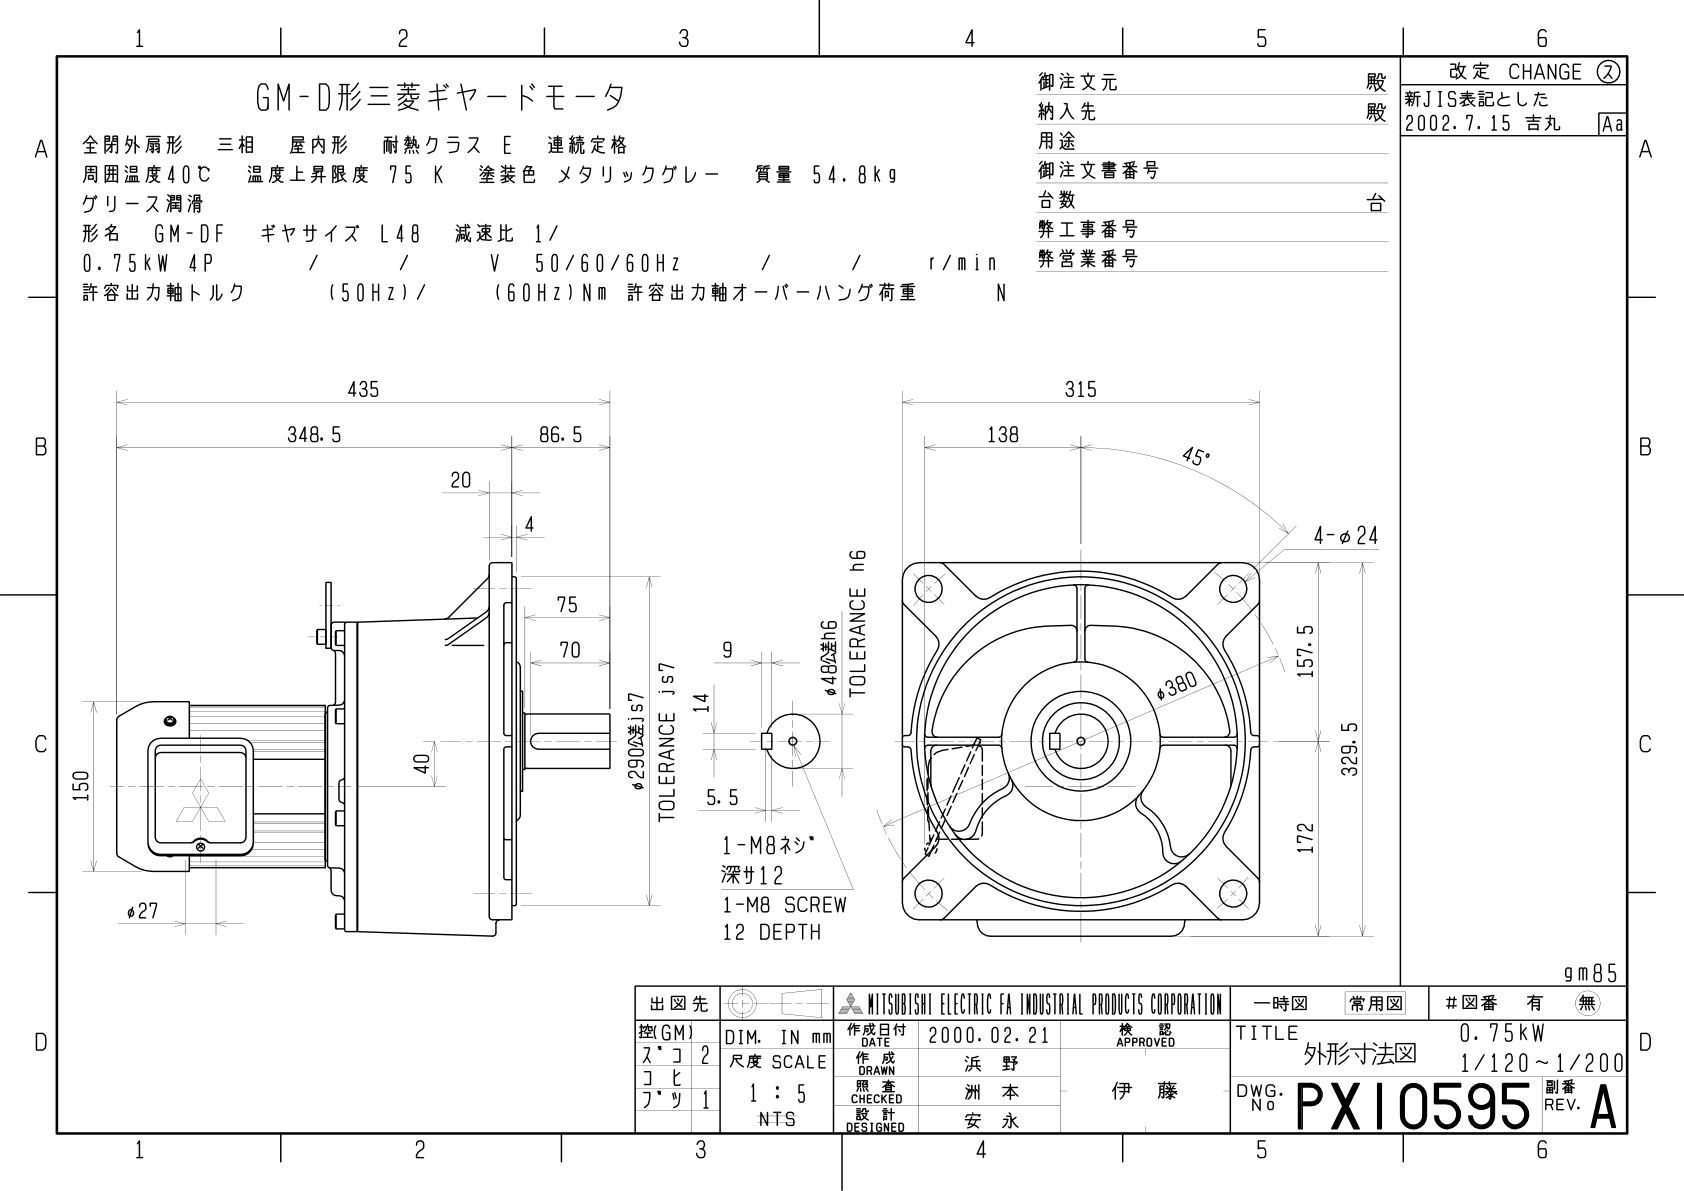 1 2 3 4 5 6
A
B
C
D
GM-D形三菱ギヤードモータ
全閉外扇形 三相 屋内形 耐熱クラス E 連続定格
周囲温度40℃ 温度上昇限度 75 K 塗装色 メタリックグレー 質量 54.8kg
グリース潤滑
形名 GM-DF ギヤサイズ L48 減速比 1/
0.75kW 4P / / V 50/60/60Hz / / r/min
許容出力軸トルク (50Hz)/ (60Hz)Nm 許容出力軸オーバーハング荷重 N
御注文元 殿
納入先 殿
用途
御注文書番号
台数 台
弊工事番号
弊営業番号
改定 CHANGE ス
新JIS表記とした
2002.7.15 吉丸 Aa
A
B
C
D
435
348.5 86.5
20
4
75
70
40
150
φ27
φ290公差js7
TOLERANCE js7
9
14
5.5
φ48公差h6
TOLERANCE h6
1-M8ネジ
深サ12
1-M8 SCREW
12 DEPTH
315
138
45°
4-φ24
φ380
157.5
172
329.5
gm85
出図先
控(GM)
ズコ 2
コヒ
ブツ 1
DIM. IN mm
尺度 SCALE
1:5
NTS
MITSUBISHI ELECTRIC FA INDUSTRIAL PRODUCTS CORPORATION
作成日付 DATE 2000.02.21
作成 DRAWN 浜野
照査 CHECKED 洲本
設計 DESIGNED 安永
検認 APPROVED
伊藤
一時図 常用図 #図番 有 無
TITLE
外形寸法図
0.75kW
1/120~1/200
DWG. No PX10595
副番 REV. A
1 2 3 4 5 6